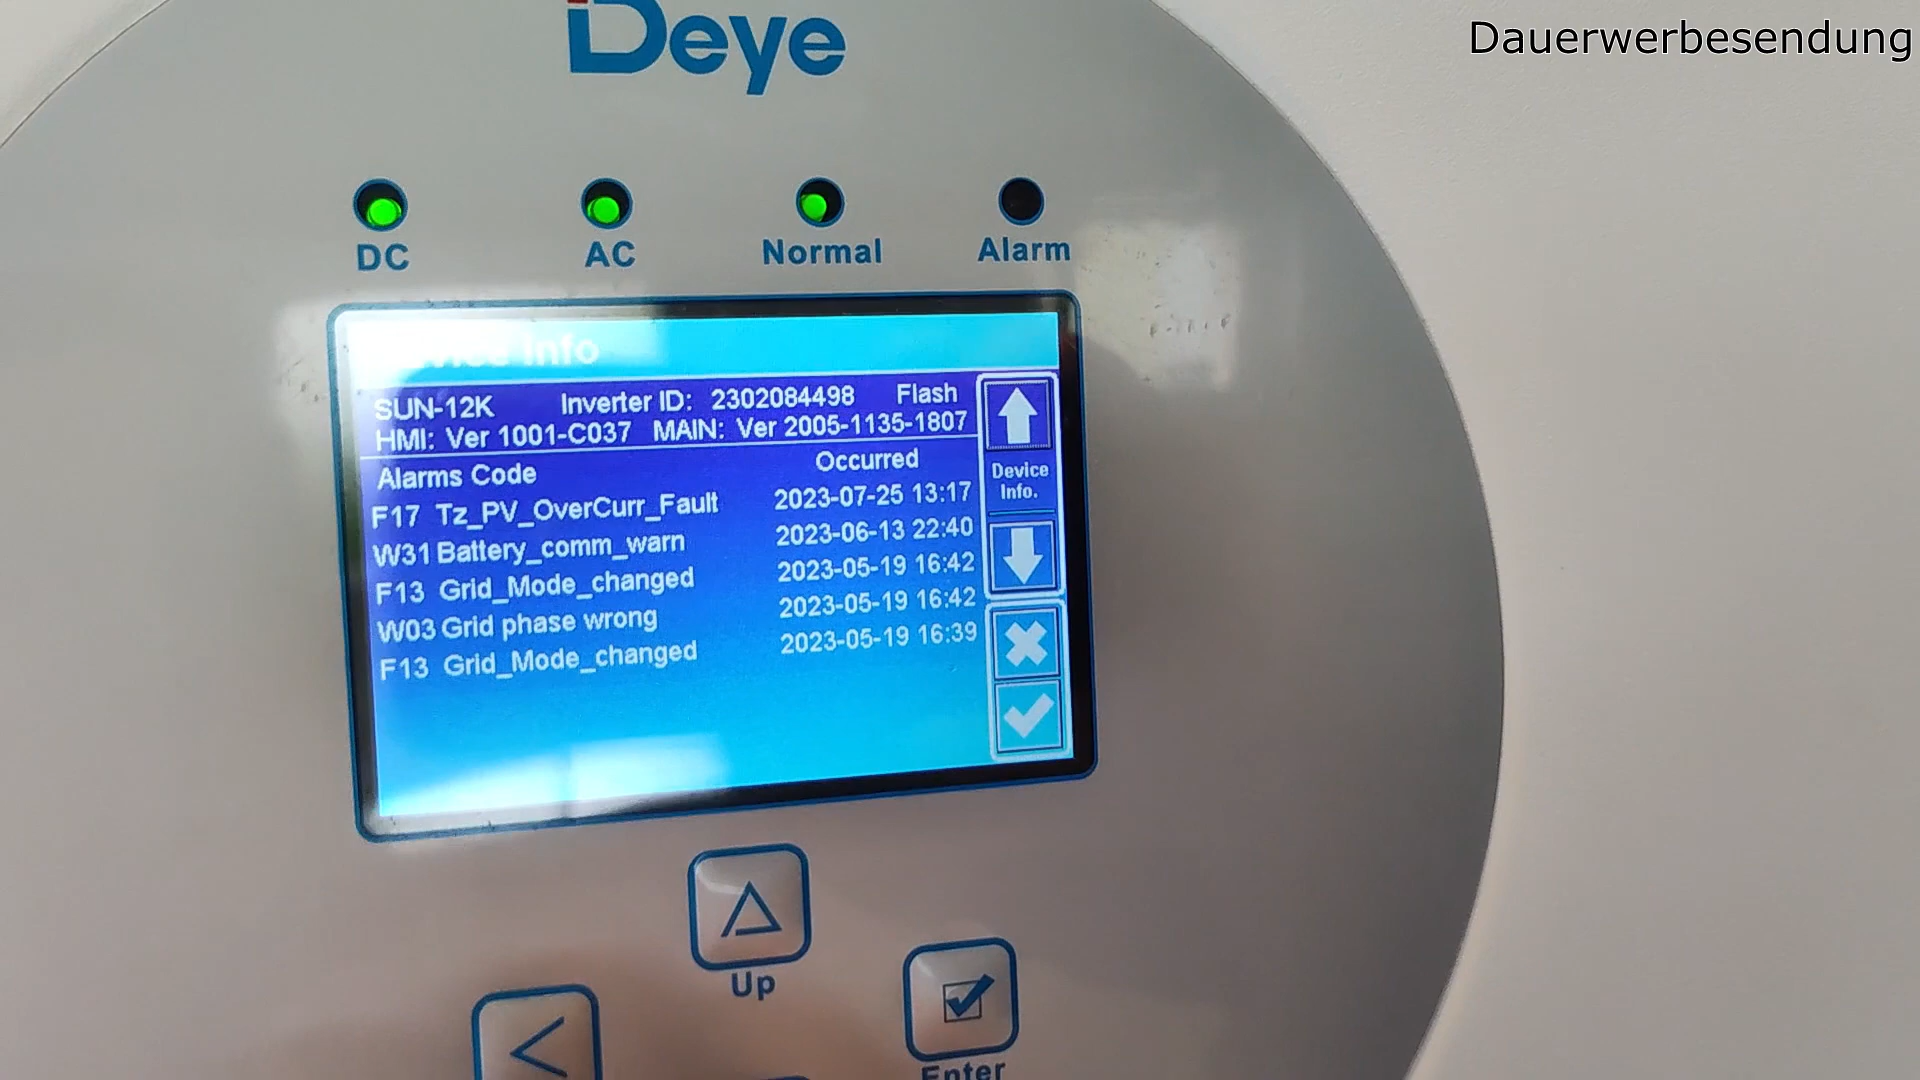 Dauerwerbesendung
Deye
DC AC Normal Alarm
Info
SUN-12K Inverter ID: 2302084498 Flash
HMI: Ver 1001-C037 MAIN: Ver 2005-1135-1807
Alarms Code Occurred
F17 Tz_PV_OverCurr_Fault 2023-07-25 13:17
W31 Battery_comm_warn 2023-06-13 22:40
F13 Grid_Mode_changed 2023-05-19 16:42
W03 Grid phase wrong 2023-05-19 16:42
F13 Grid_Mode_changed 2023-05-19 16:39
Device
Info.
Up
Enter